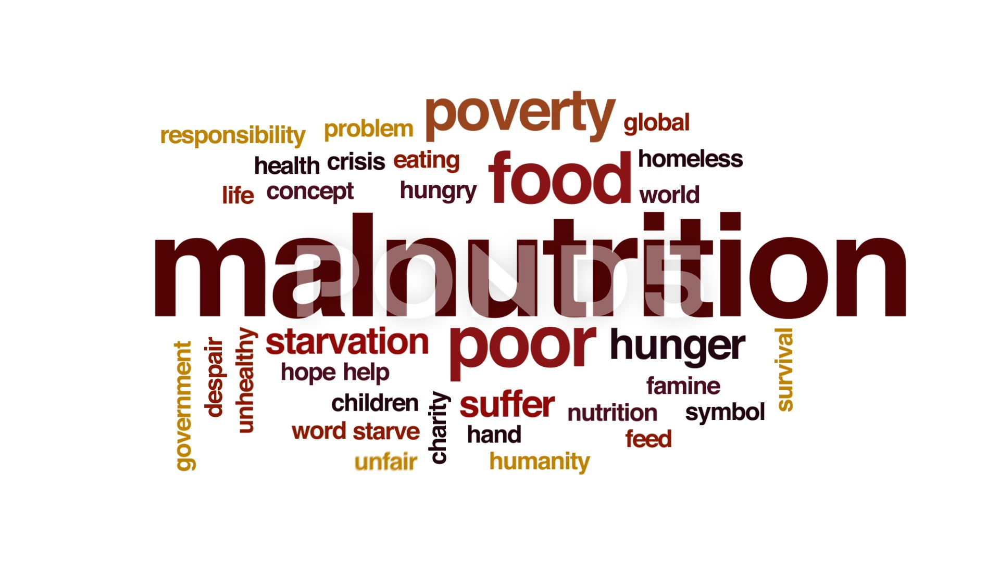 poverty
responsibility problem global
health crisis eating food homeless
life concept hungry world
malnutrition
POND5
government despair unhealthy starvation poor hunger survival
hope help famine
children charity suffer nutrition symbol
word starve hand feed
unfair humanity